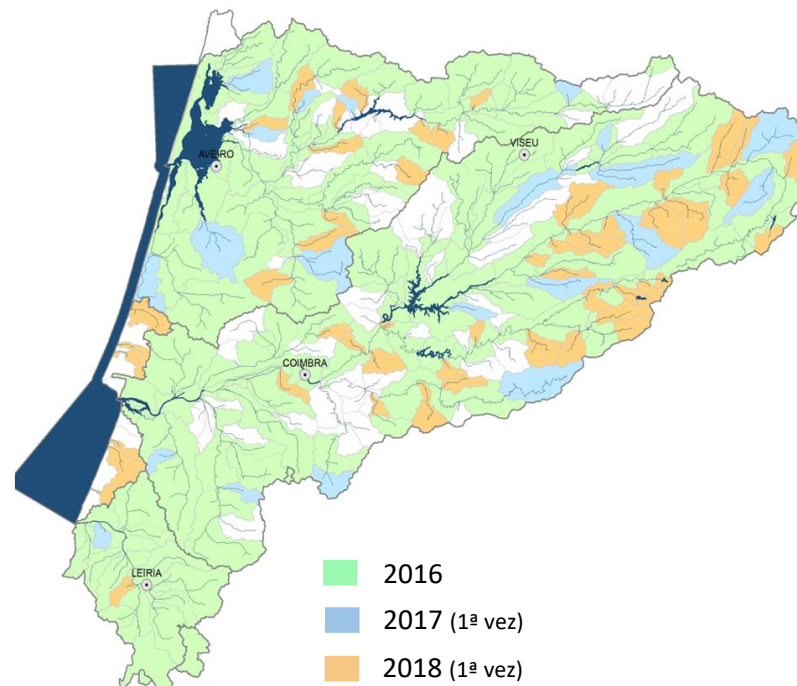 VISEU
AVEIRO
COIMBRA
LEIRIA
2016
2017 (1ª vez)
2018 (1ª vez)